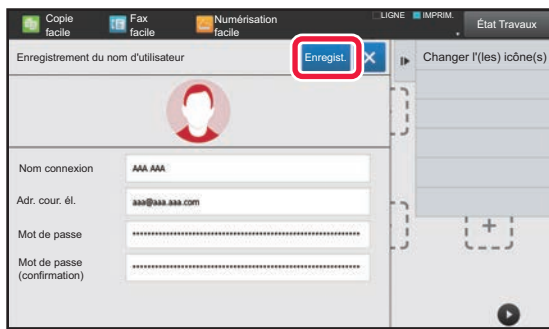 Copie facile
Fax facile
Numérisation facile
LIGNE
IMPRIM.
État Travaux
Enregistrement du nom d'utilisateur
Enregist.
Changer l'(les) icône(s)
Nom connexion
AAA AAA
Adr. cour. él.
aaa@aaa.aaa.com
Mot de passe
Mot de passe
(confirmation)